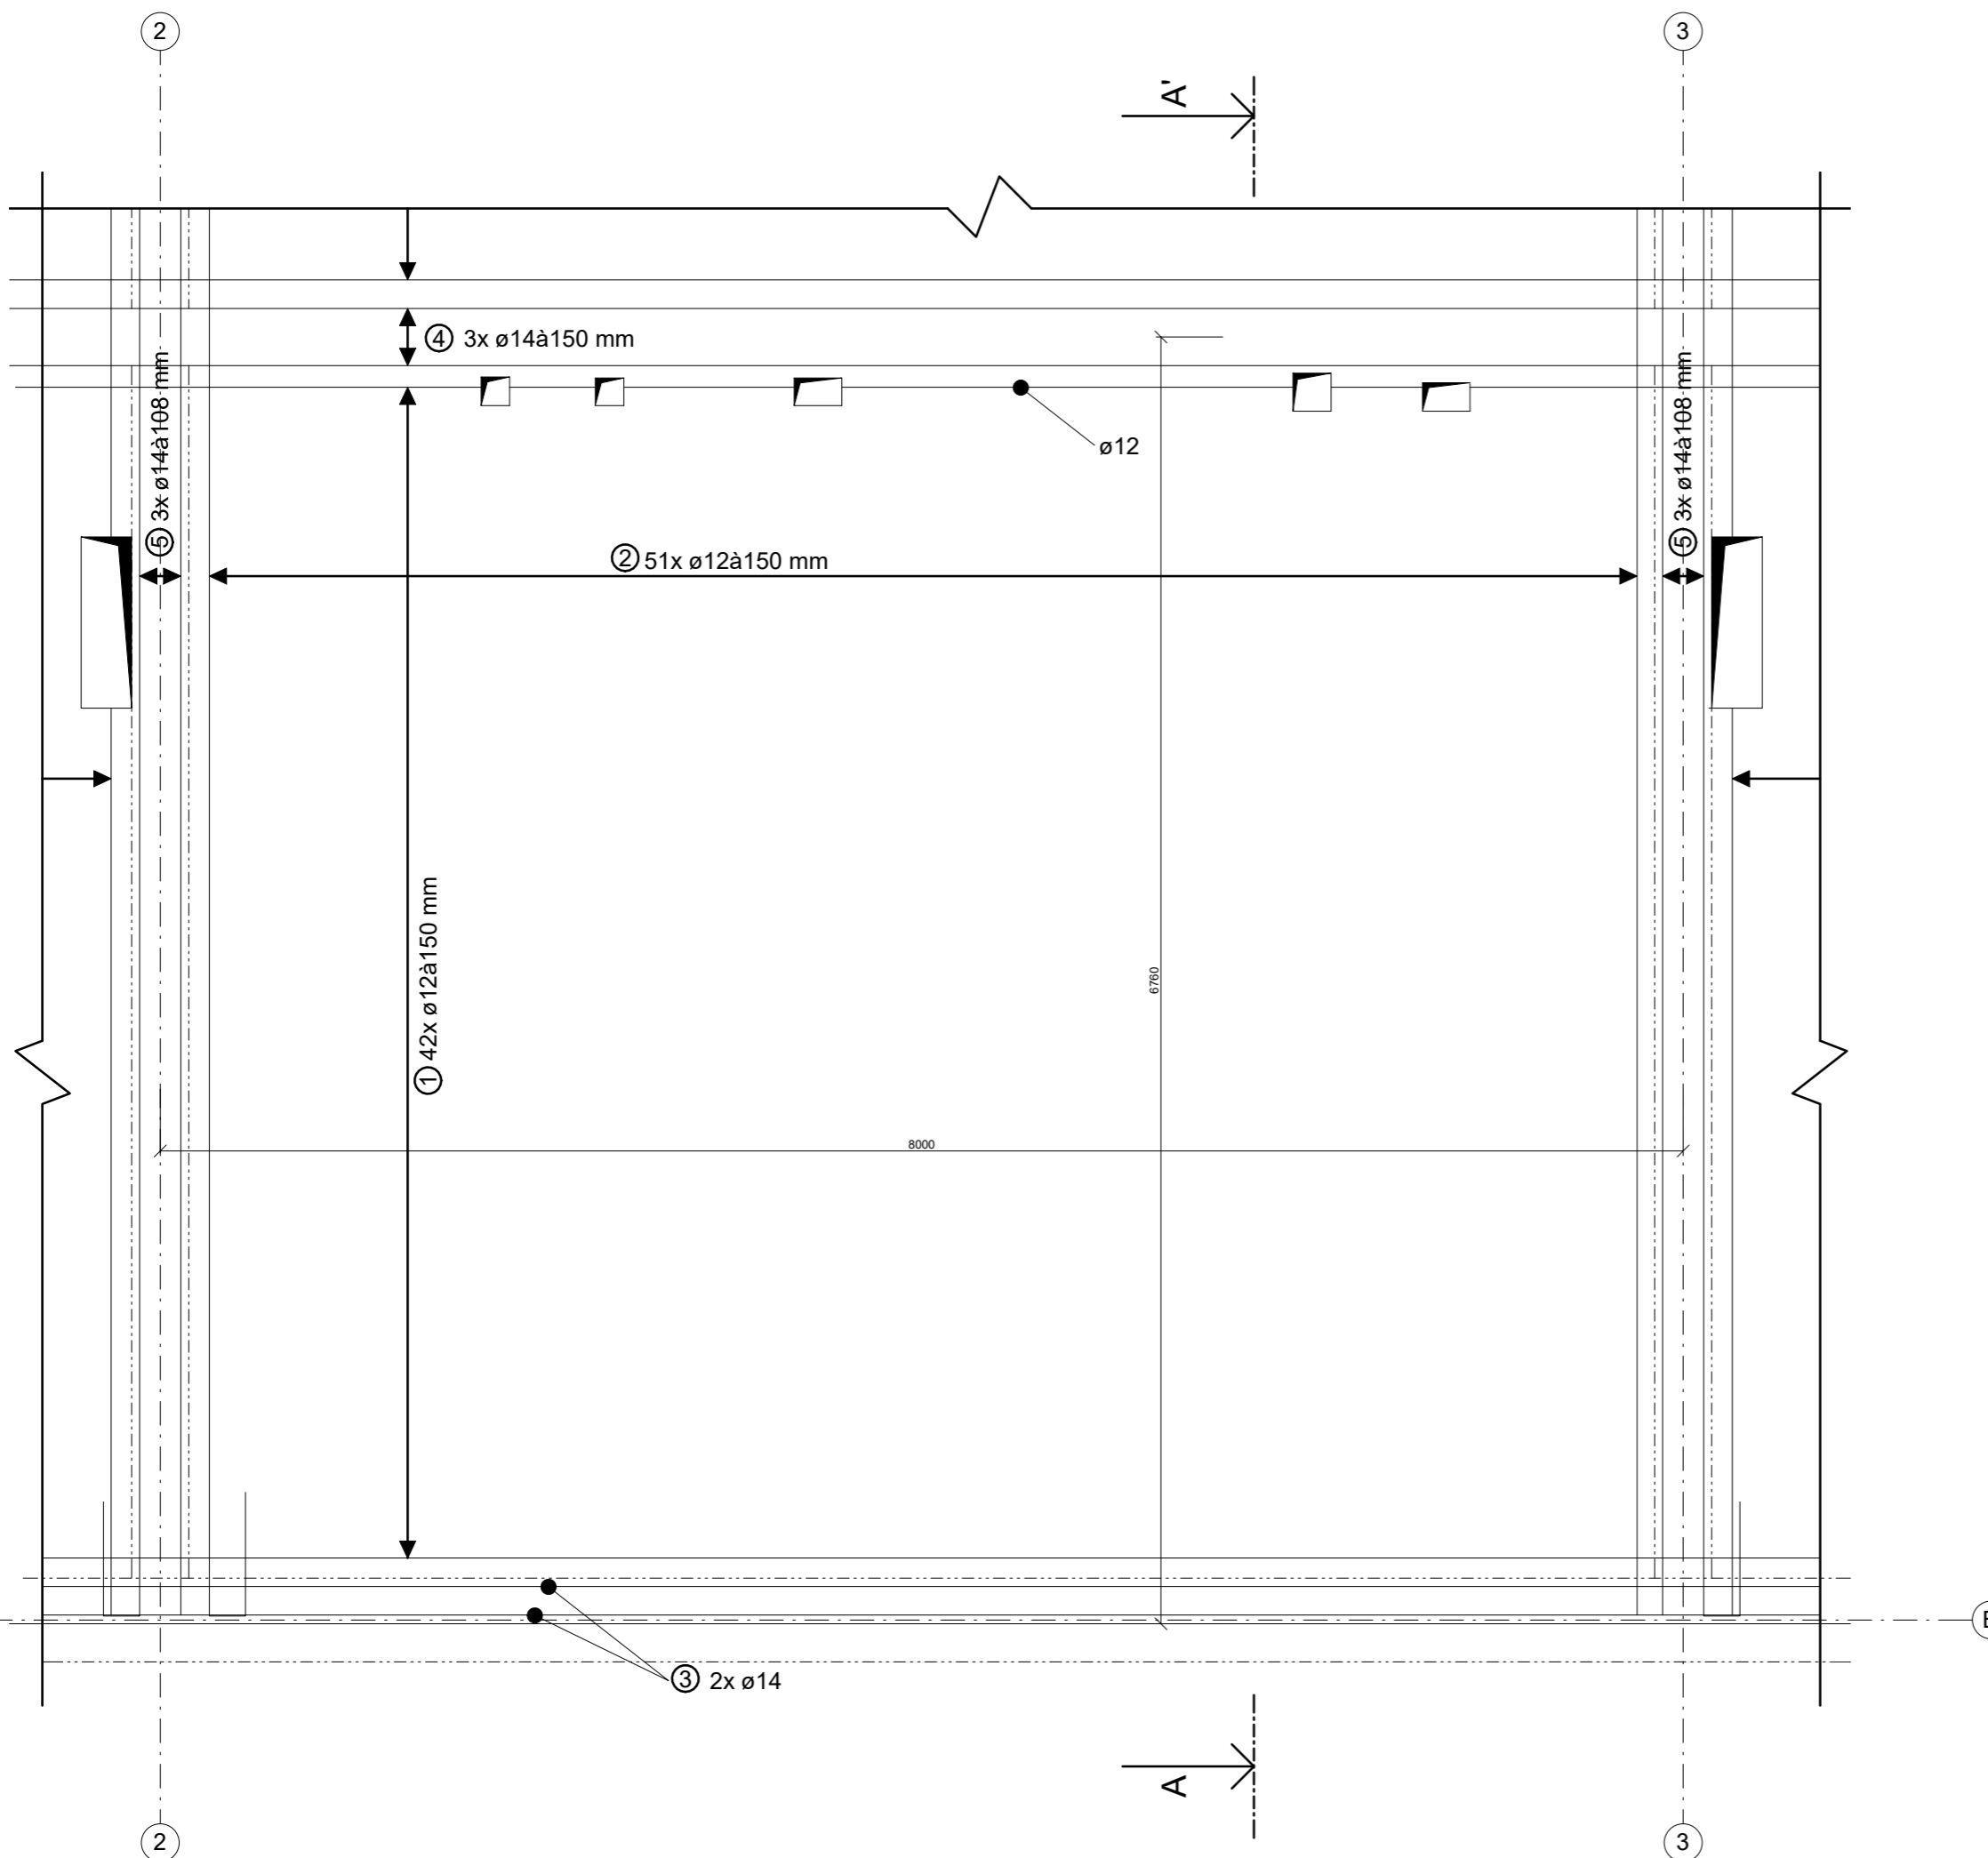 2
3
A'
④ 3x ø14à150 mm
ø12
⑤ 3x ø14à108 mm
⑤ 3x ø14à108 mm
② 51x ø12à150 mm
① 42x ø12à150 mm
6760
8000
③ 2x ø14
A
2
3